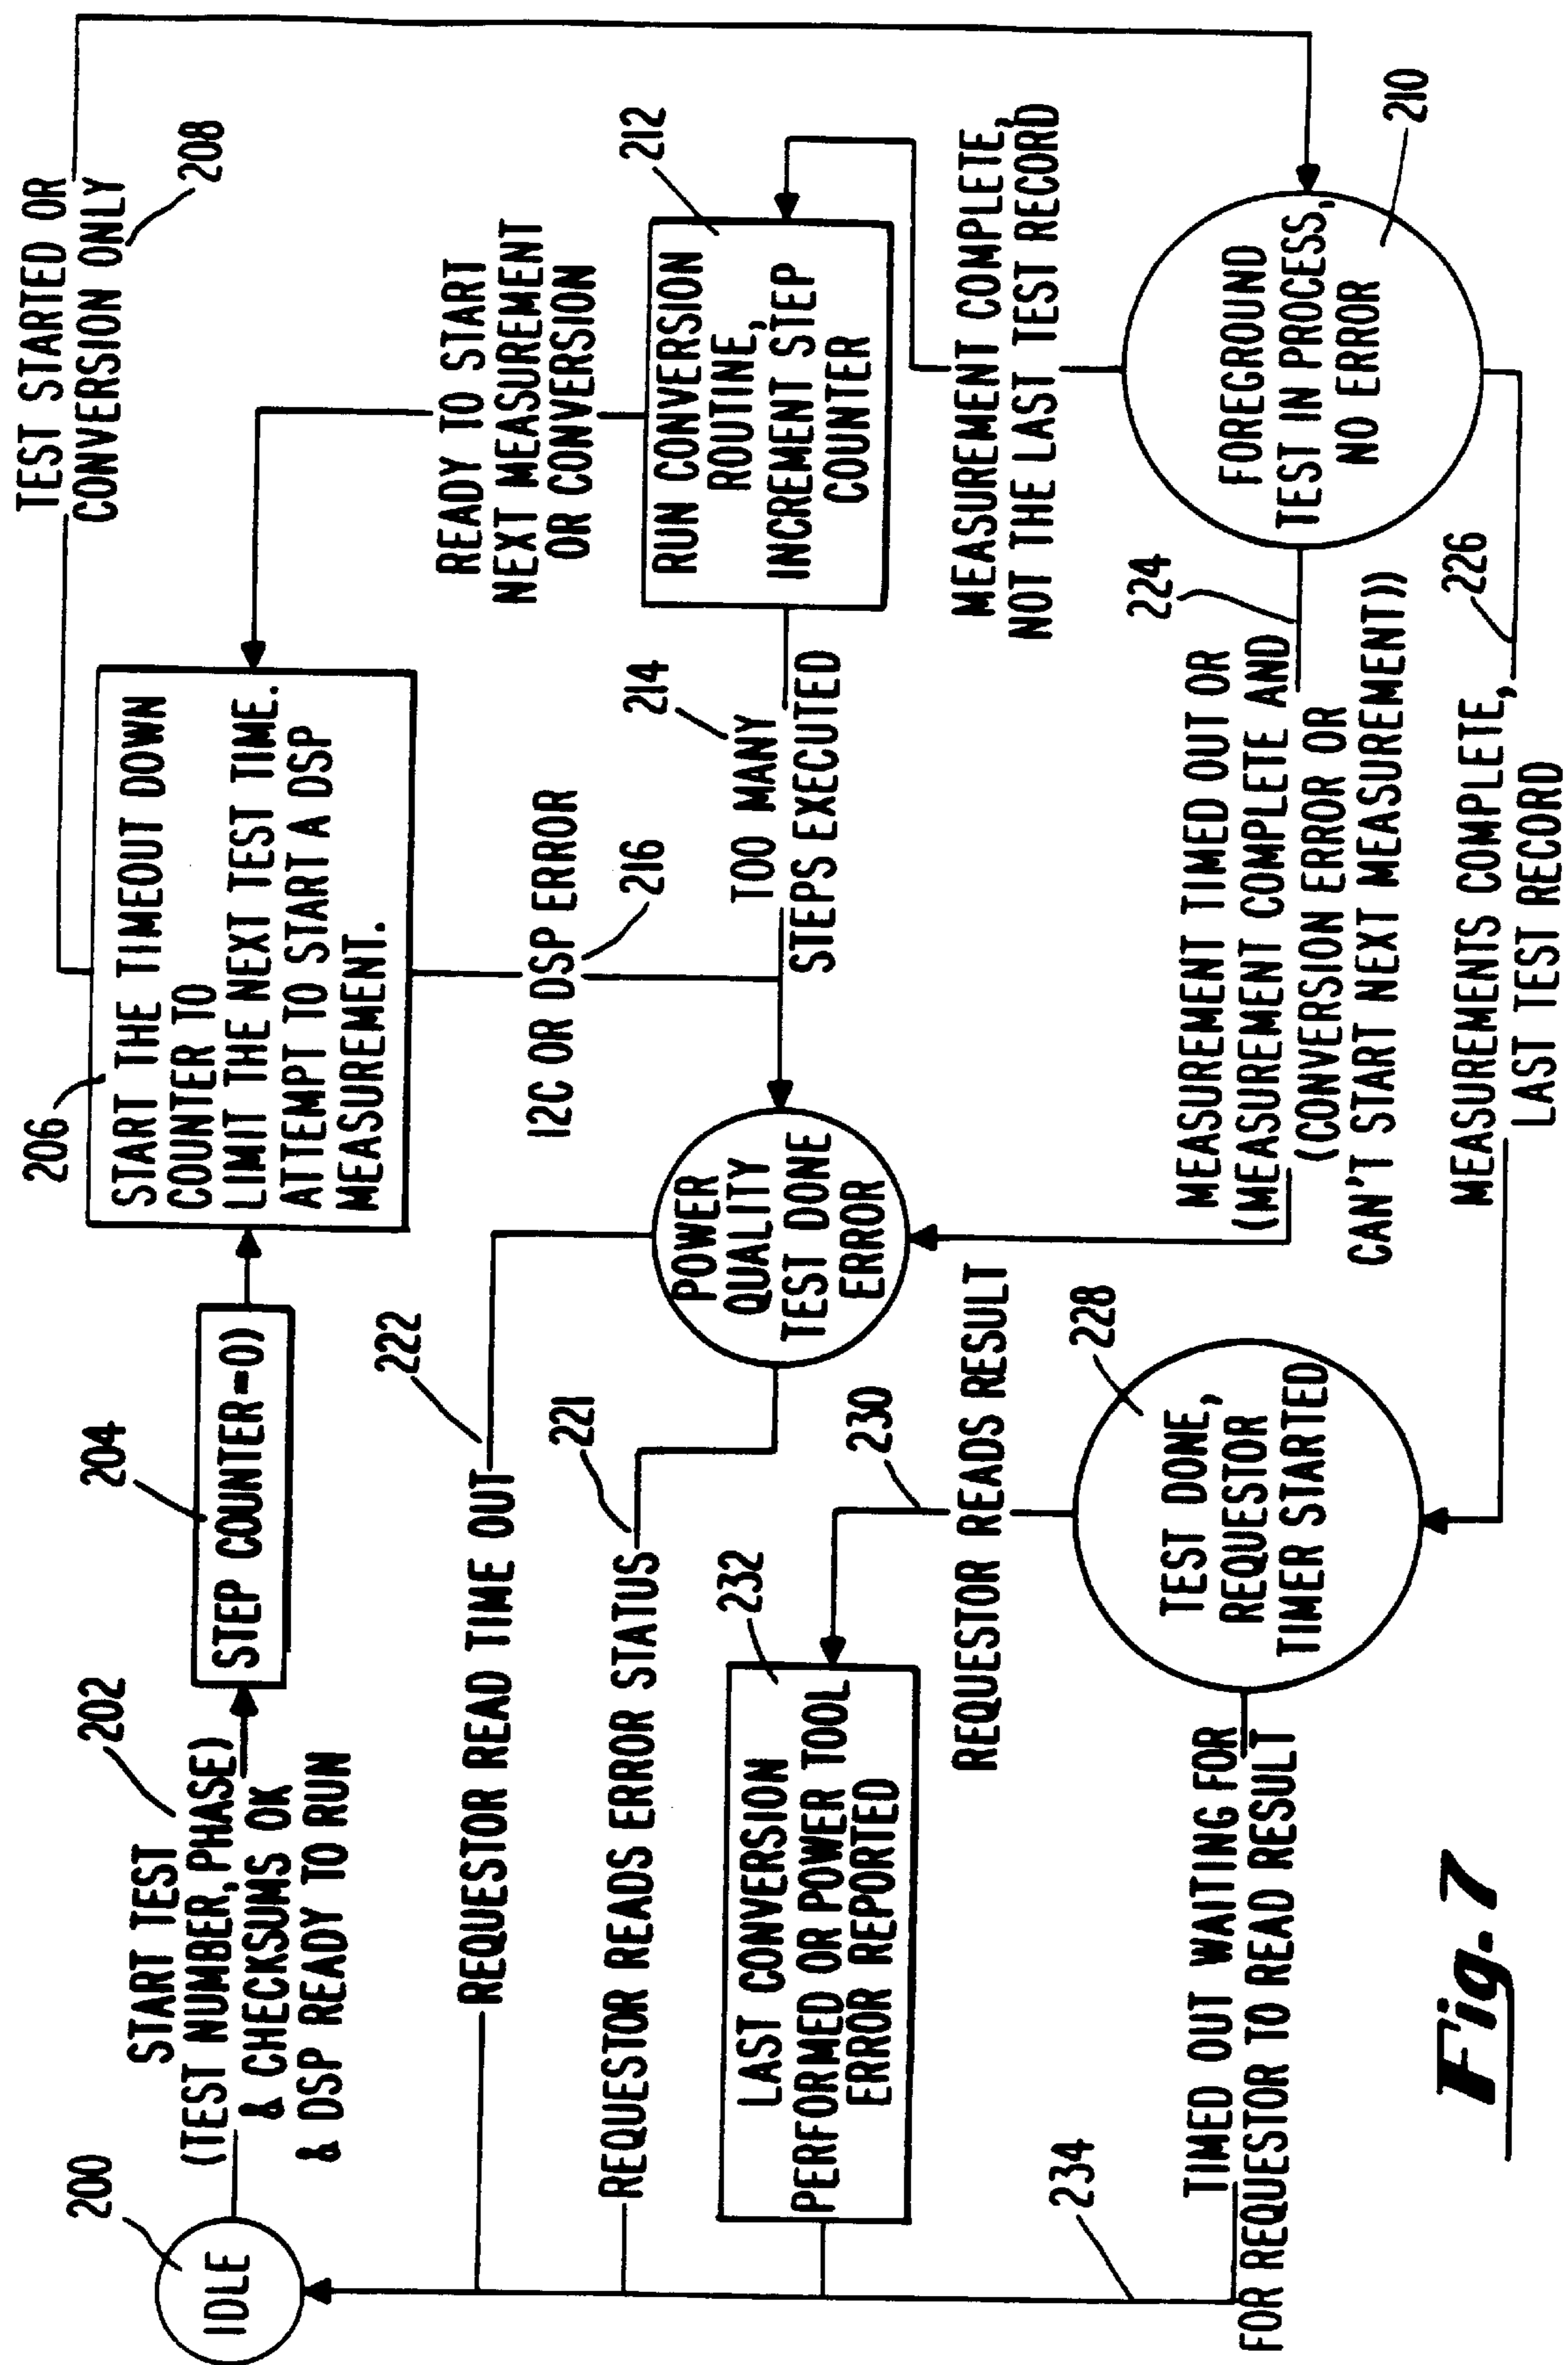 200
IDLE
START TEST
(TEST NUMBER, PHASE)
& CHECKSUMS OK
& DSP READY TO RUN
202
204
STEP COUNTER=0)
206
START THE TIMEOUT DOWN
COUNTER TO
LIMIT THE NEXT TEST TIME.
ATTEMPT TO START A DSP
MEASUREMENT.
TEST STARTED OR
CONVERSION ONLY
208
READY TO START
NEXT MEASUREMENT
OR CONVERSION
212
RUN CONVERSION
ROUTINE,
INCREMENT STEP
COUNTER
214
TOO MANY
STEPS EXECUTED
I2C OR DSP ERROR
216
MEASUREMENT COMPLETE,
NOT THE LAST TEST RECORD
210
FOREGROUND
TEST IN PROCESS,
NO ERROR
224
MEASUREMENT TIMED OUT OR
(MEASUREMENT COMPLETE AND
(CONVERSION ERROR OR
CAN'T START NEXT MEASUREMENT))
226
MEASUREMENTS COMPLETE,
LAST TEST RECORD
POWER
QUALITY
TEST DONE
ERROR
222
REQUESTOR READ TIME OUT
221
REQUESTOR READS ERROR STATUS
228
TEST DONE,
REQUESTOR
TIMER STARTED
230
REQUESTOR READS RESULT
232
LAST CONVERSION
PERFORMED OR POWER TOOL
ERROR REPORTED
234
TIMED OUT WAITING FOR
FOR REQUESTOR TO READ RESULT
Fig. 7